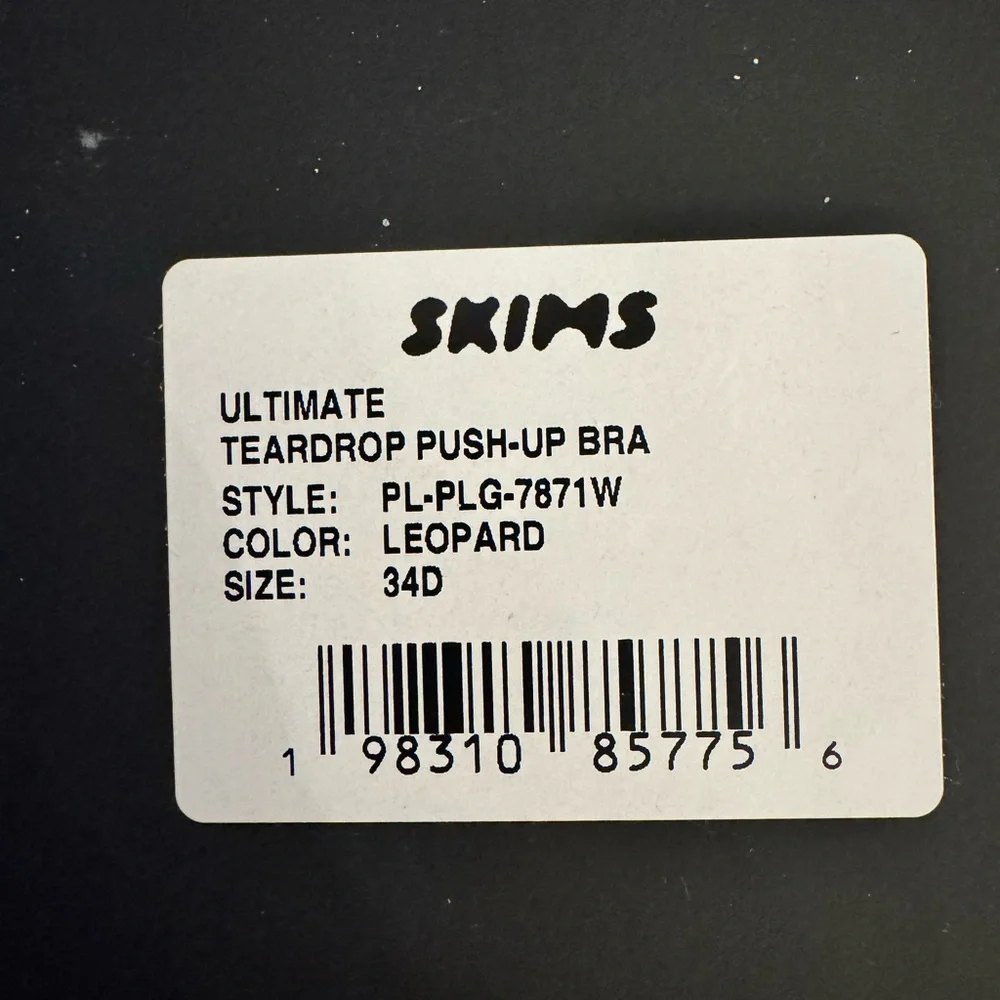 SKIMS
ULTIMATE
TEARDROP PUSH-UP BRA
STYLE: PL-PLG-7871W
COLOR: LEOPARD
SIZE: 34D
1 98310 85775 6